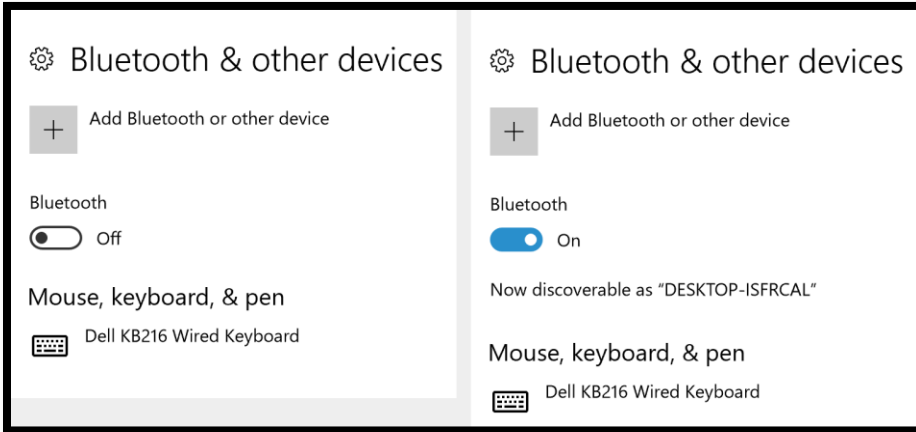 Bluetooth & other devices
Add Bluetooth or other device
Bluetooth
Off
Mouse, keyboard, & pen
Dell KB216 Wired Keyboard
Bluetooth & other devices
Add Bluetooth or other device
Bluetooth
On
Now discoverable as “DESKTOP-ISFRCAL”
Mouse, keyboard, & pen
Dell KB216 Wired Keyboard